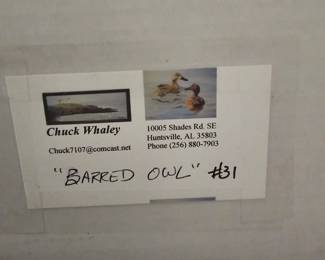 Chuck Whaley
Chuck7107@comcast.net
10005 Shades Rd. SE
Huntsville, AL 35803
Phone (256) 880-7903
"BARRED OWL" #31